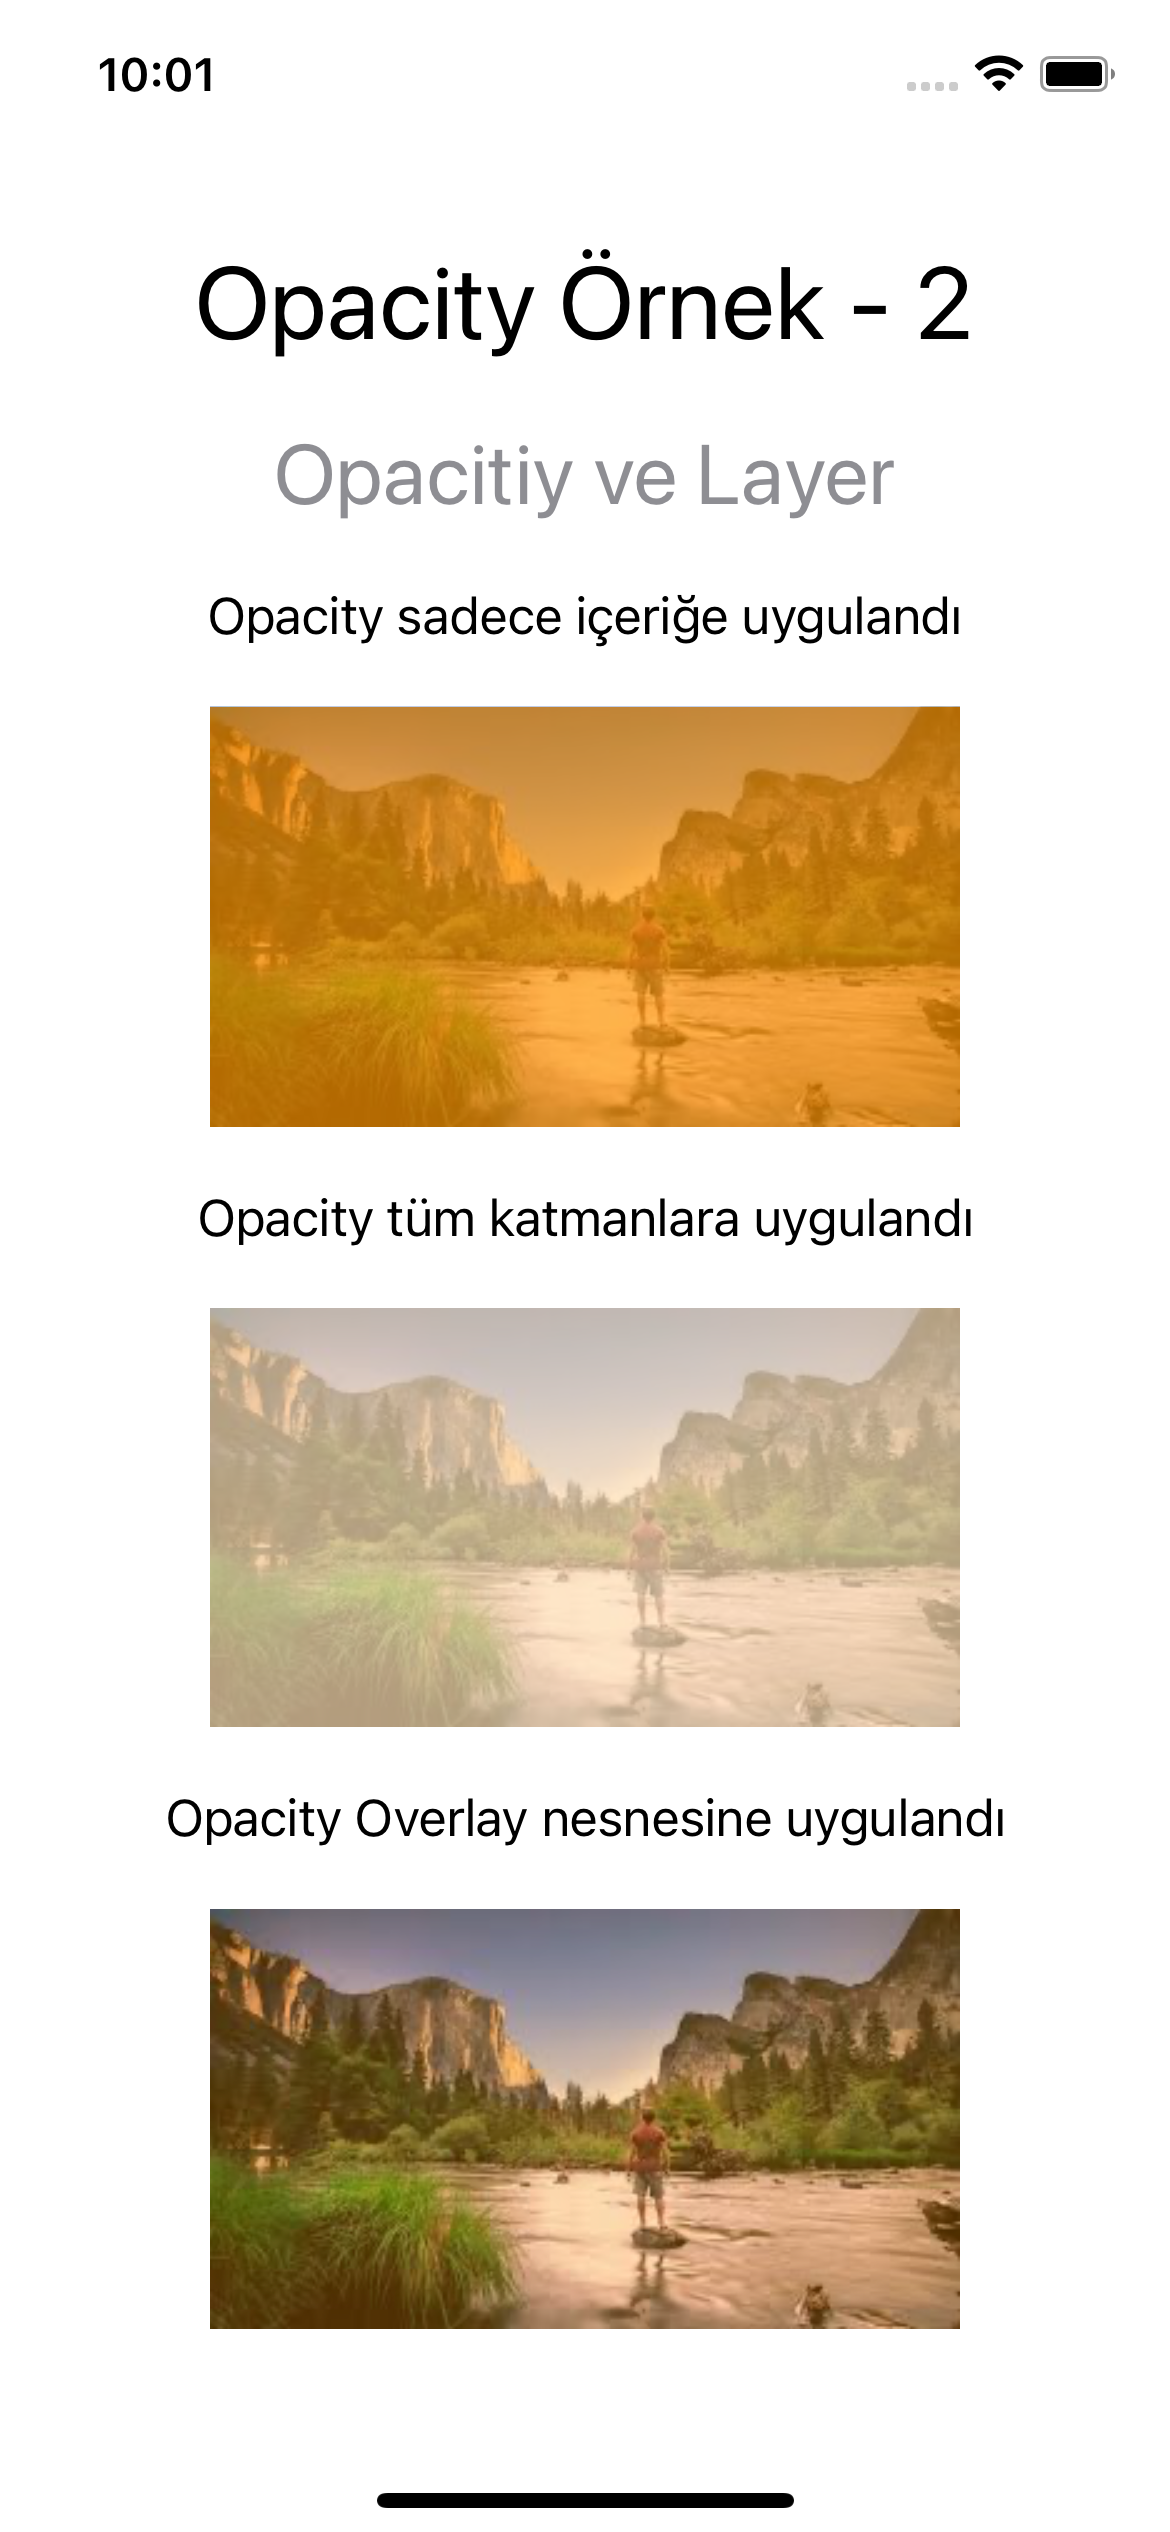 10:01
Opacity Örnek - 2
Opacitiy ve Layer
Opacity sadece içeriğe uygulandı
Opacity tüm katmanlara uygulandı
Opacity Overlay nesnesine uygulandı